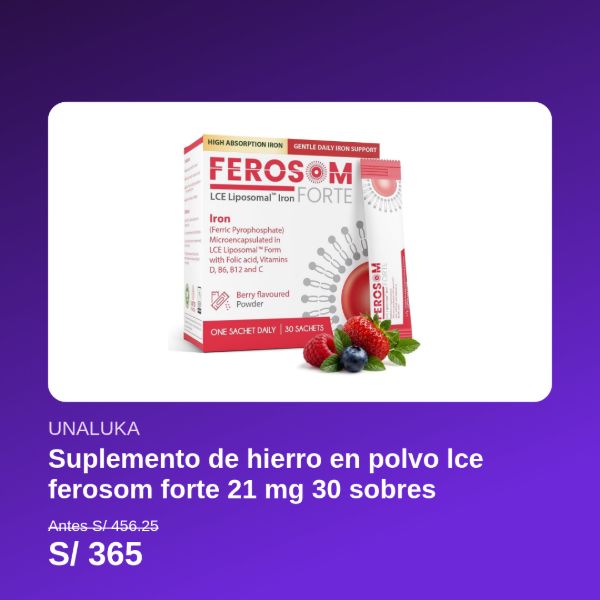 HIGH ABSORPTION IRON
GENTLE DAILY IRON SUPPORT
FEROSOM
LCE Liposomal™ Iron FORTE
Iron
(Ferric Pyrophosphate)
Microencapsulated in
LCE Liposomal™ Form
with Folic acid, Vitamins
D, B6, B12 and C
Berry flavoured
Powder
ONE SACHET DAILY | 30 SACHETS
FEROSOM
FORTE
UNALUKA
Suplemento de hierro en polvo lce
ferosom forte 21 mg 30 sobres
Antes S/ 456.25
S/ 365